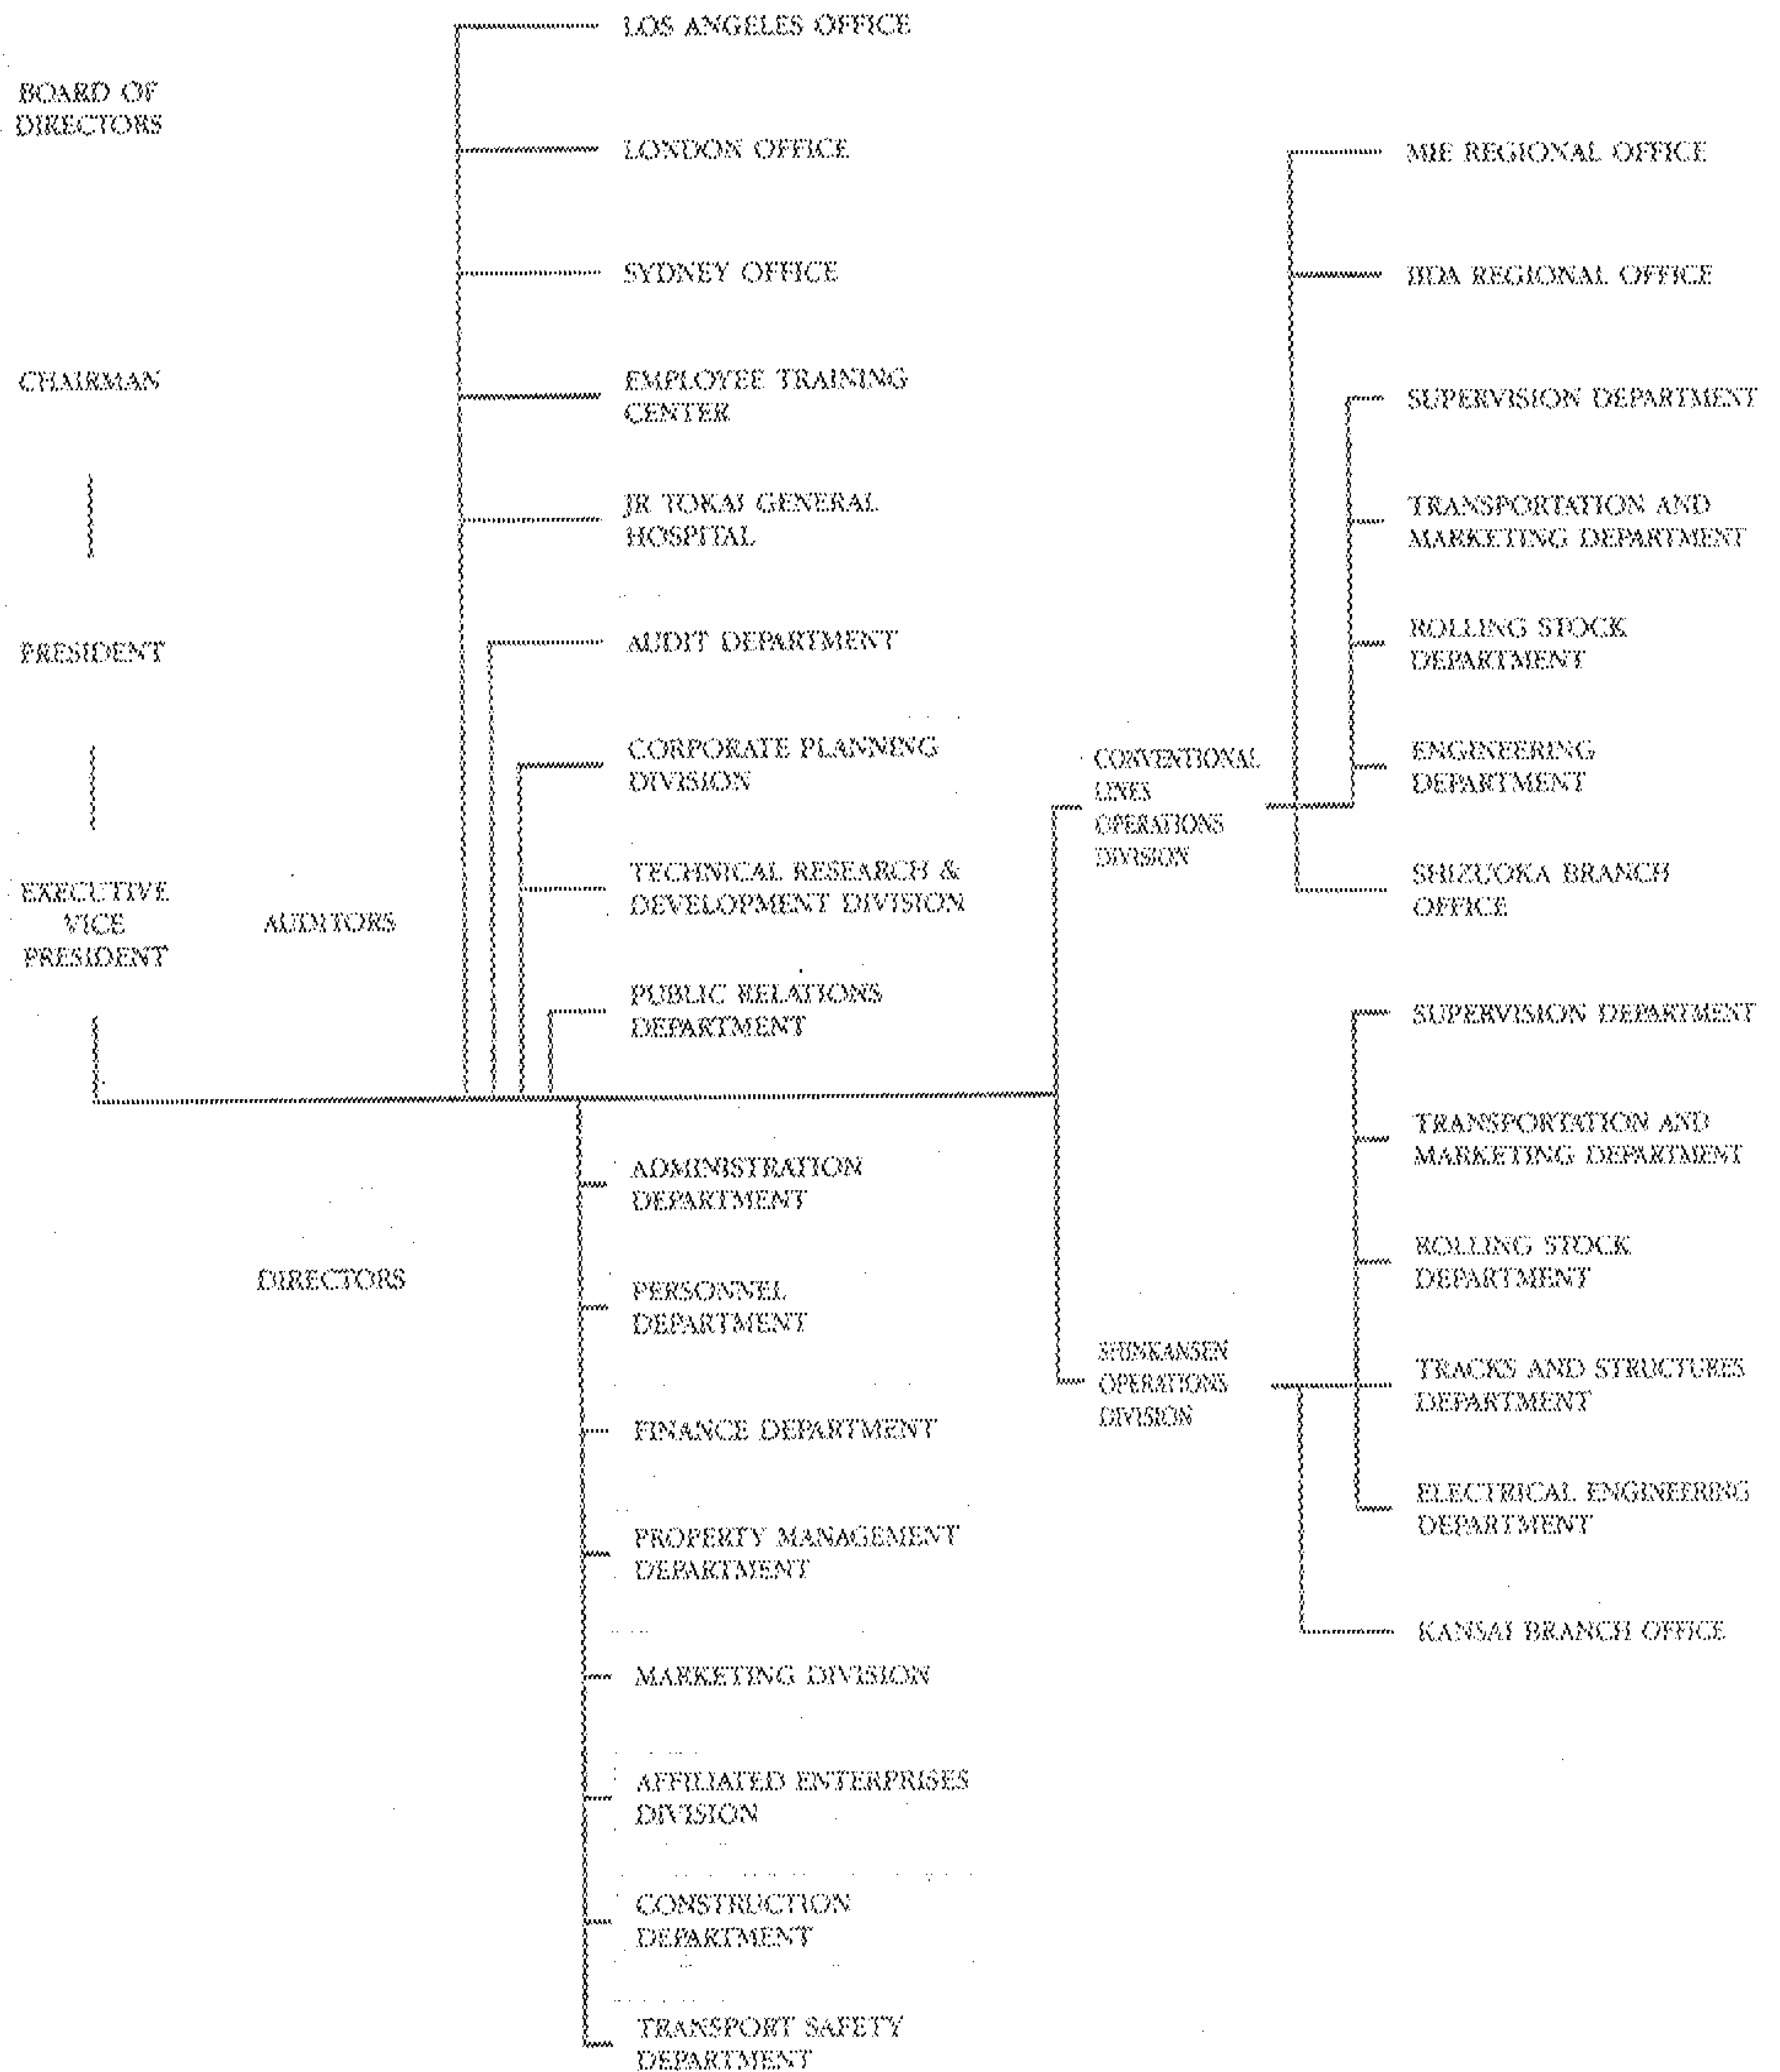 BOARD OF
DIRECTORS
CHAIRMAN
PRESIDENT
EXECUTIVE
VICE
PRESIDENT
AUDITORS
DIRECTORS
LOS ANGELES OFFICE
LONDON OFFICE
SYDNEY OFFICE
EMPLOYEE TRAINING
CENTER
JR TOKAI GENERAL
HOSPITAL
AUDIT DEPARTMENT
CORPORATE PLANNING
DIVISION
TECHNICAL RESEARCH &
DEVELOPMENT DIVISION
PUBLIC RELATIONS
DEPARTMENT
ADMINISTRATION
DEPARTMENT
PERSONNEL
DEPARTMENT
FINANCE DEPARTMENT
PROPERTY MANAGEMENT
DEPARTMENT
MARKETING DIVISION
AFFILIATED ENTERPRISES
DIVISION
CONSTRUCTION
DEPARTMENT
TRANSPORT SAFETY
DEPARTMENT
CONVENTIONAL
LINES
OPERATIONS
DIVISION
SHINKANSEN
OPERATIONS
DIVISION
MIE REGIONAL OFFICE
IIDA REGIONAL OFFICE
SUPERVISION DEPARTMENT
TRANSPORTATION AND
MARKETING DEPARTMENT
ROLLING STOCK
DEPARTMENT
ENGINEERING
DEPARTMENT
SHIZUOKA BRANCH
OFFICE
SUPERVISION DEPARTMENT
TRANSPORTATION AND
MARKETING DEPARTMENT
ROLLING STOCK
DEPARTMENT
TRACKS AND STRUCTURES
DEPARTMENT
ELECTRICAL ENGINEERING
DEPARTMENT
KANSAI BRANCH OFFICE